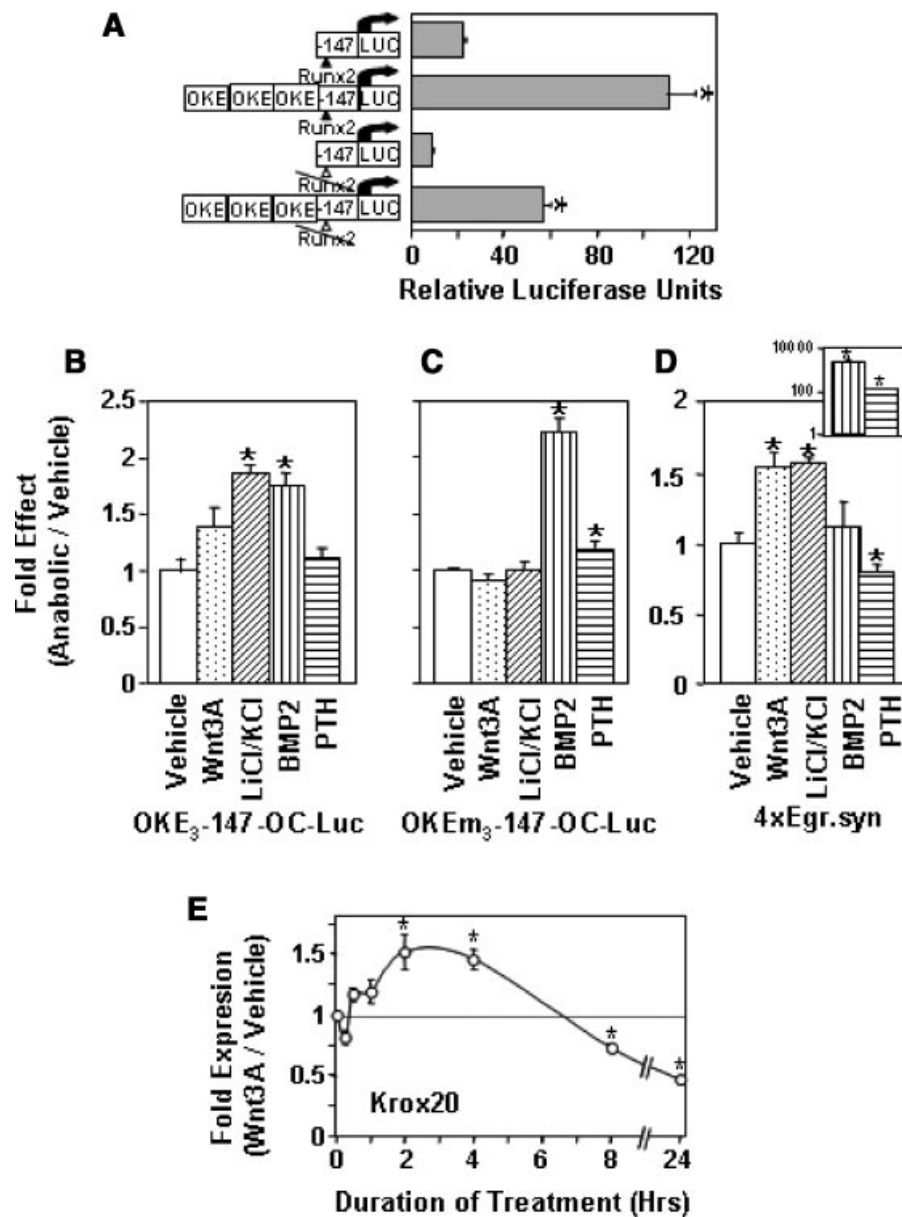 A
-147 LUC
Runx2
OKE OKE OKE -147 LUC
Runx2
-147 LUC
Runx2
OKE OKE OKE -147 LUC
Runx2
0 40 80 120
Relative Luciferase Units
B
C
D
Fold Effect
(Anabolic / Vehicle)
2.5
2
1.5
1
0.5
0
Vehicle
Wnt3A
LiCl/KCl
BMP2
PTH
OKE3-147-OC-Luc
Vehicle
Wnt3A
LiCl/KCl
BMP2
PTH
OKEm3-147-OC-Luc
10000
100
1
2
1.5
1
0.5
0
Vehicle
Wnt3A
LiCl/KCl
BMP2
PTH
4xEgr.syn
E
Fold Expresion
(Wnt3A / Vehicle)
1.5
1
0.5
0
Krox20
0 2 4 6 8 24
Duration of Treatment (Hrs)